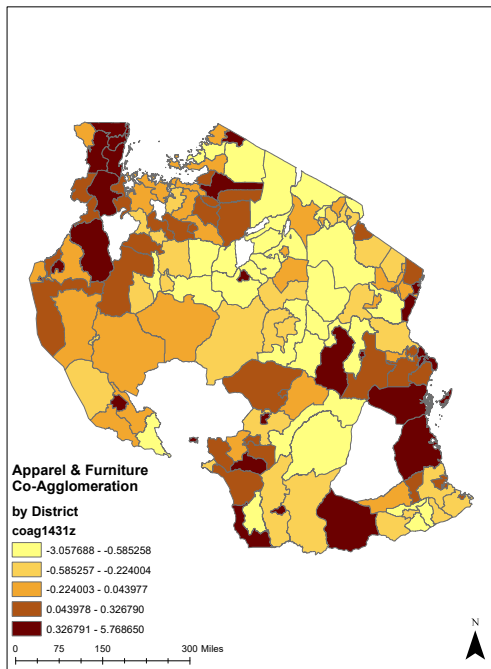 Apparel & Furniture
Co-Agglomeration
by District
coag1431z
-3.057688 - -0.585258
-0.585257 - -0.224004
-0.224003 - 0.043977
0.043978 - 0.326790
0.326791 - 5.768650
0 75 150 300 Miles
N